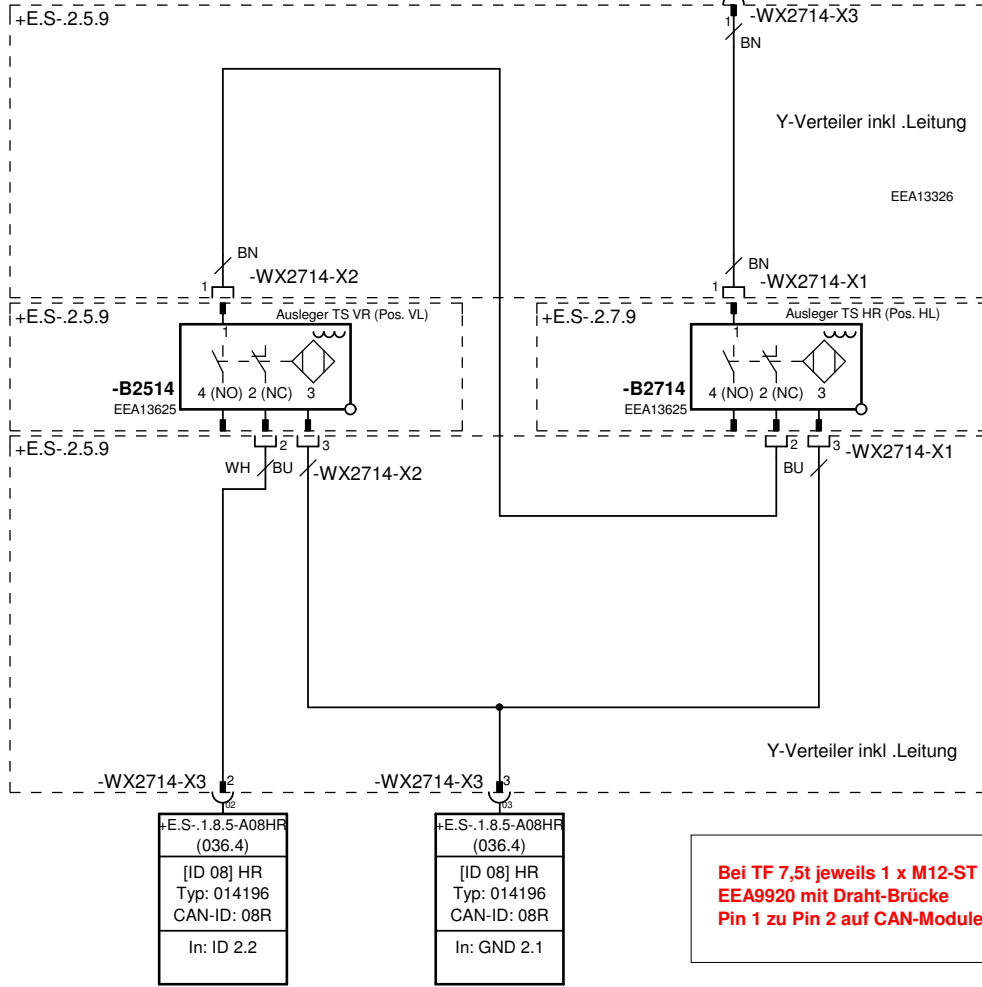 +E.S-.2.5.9
1
-WX2714-X3
BN
Y-Verteiler inkl .Leitung
EEA13326
BN
-WX2714-X2
1
BN
-WX2714-X1
1
+E.S-.2.5.9
Ausleger TS VR (Pos. VL)
1
-B2514
EEA13625
4 (NO) 2 (NC) 3
+E.S-.2.7.9
Ausleger TS HR (Pos. HL)
1
-B2714
EEA13625
4 (NO) 2 (NC) 3
+E.S-.2.5.9
2
3
WH
BU
-WX2714-X2
2
3
BU
-WX2714-X1
Y-Verteiler inkl .Leitung
-WX2714-X3
2
02
-WX2714-X3
3
03
+E.S-.1.8.5-A08HR
(036.4)
[ID 08] HR
Typ: 014196
CAN-ID: 08R
In: ID 2.2
+E.S-.1.8.5-A08HR
(036.4)
[ID 08] HR
Typ: 014196
CAN-ID: 08R
In: GND 2.1
Bei TF 7,5t jeweils 1 x M12-ST
EEA9920 mit Draht-Brücke
Pin 1 zu Pin 2 auf CAN-Module